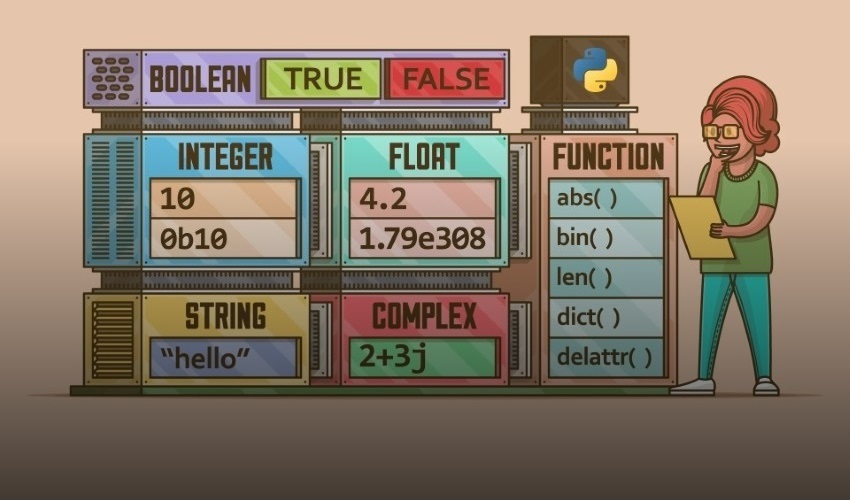 BOOLEAN TRUE FALSE
INTEGER
10
0b10
FLOAT
4.2
1.79e308
FUNCTION
abs( )
bin( )
len( )
dict( )
delattr( )
STRING
“hello”
COMPLEX
2+3j